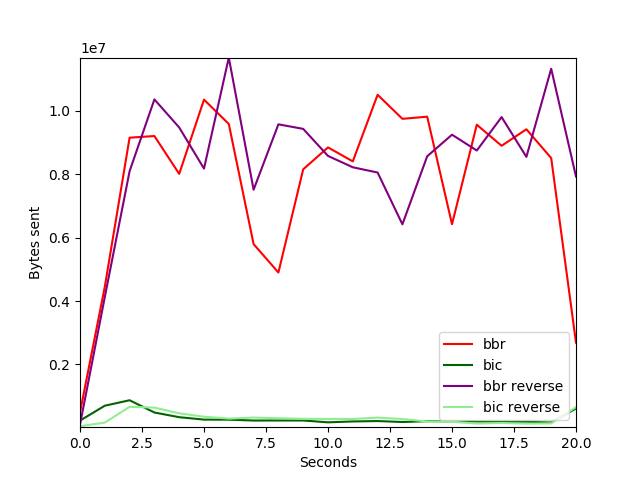 1e7
1.0
0.8
0.6
0.4
0.2
Bytes sent
0.0 2.5 5.0 7.5 10.0 12.5 15.0 17.5 20.0
Seconds
bbr
bic
bbr reverse
bic reverse